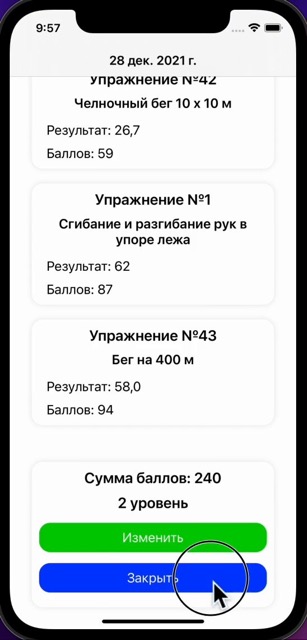 9:57
28 дек. 2021 г.
Упражнение №42
Челночный бег 10 x 10 м
Результат: 26,7
Баллов: 59
Упражнение №1
Сгибание и разгибание рук в
упоре лежа
Результат: 62
Баллов: 87
Упражнение №43
Бег на 400 м
Результат: 58,0
Баллов: 94
Сумма баллов: 240
2 уровень
Изменить
Закрыть